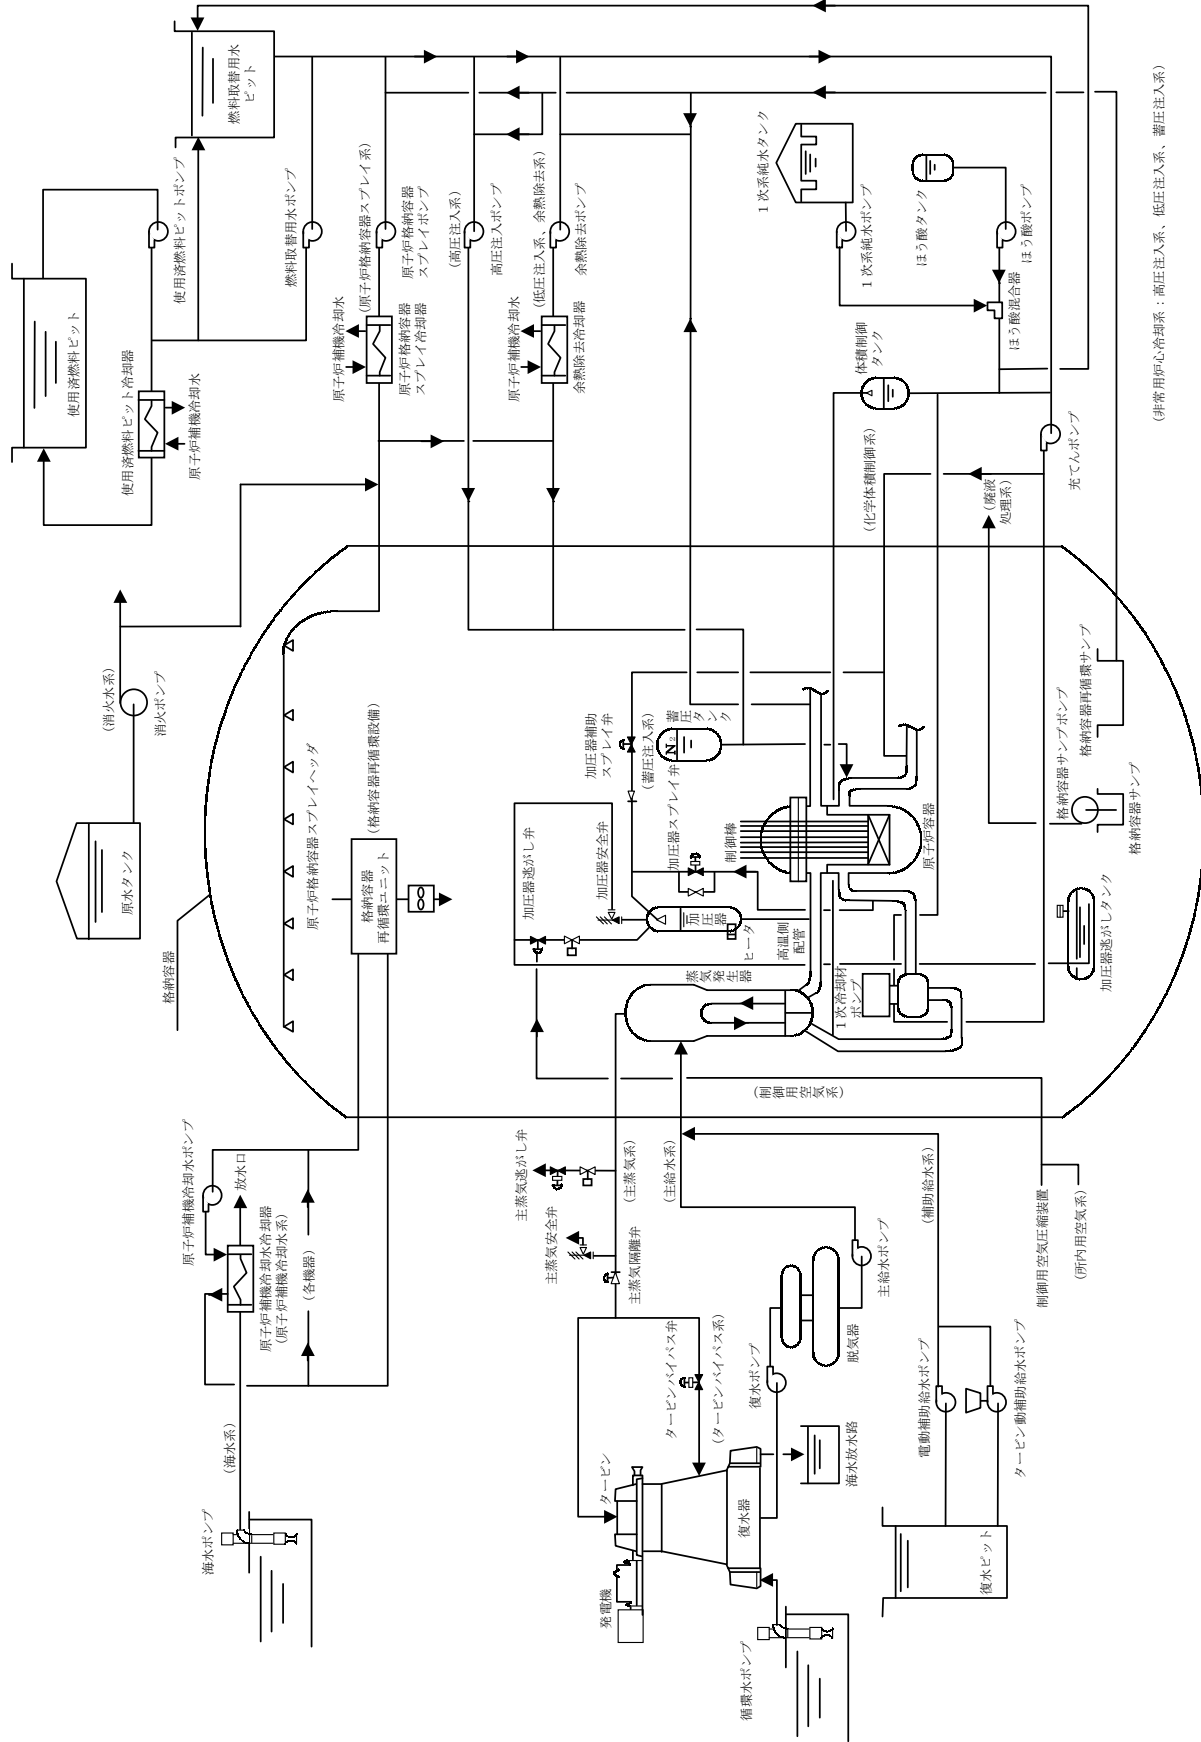 海水ポンプ
(海水系)
原子炉補機冷却水ポンプ
放水口
原子炉補機冷却水冷却器
(原子炉補機冷却水系)
(各機器)
格納容器
原水タンク
消火ポンプ
(消火水系)
使用済燃料ピット冷却器
原子炉補機冷却水
使用済燃料ピット
使用済燃料ピットポンプ
燃料取替用水
ピット
燃料取替用水ポンプ
原子炉格納容器スプレイヘッダ
格納容器
再循環ユニット
(格納容器再循環設備)
原子炉補機冷却水
(原子炉格納容器スプレイ系)
原子炉格納容器
スプレイ冷却器
原子炉格納容器
スプレイポンプ
(高圧注入系)
高圧注入ポンプ
原子炉補機冷却水
(低圧注入系、余熱除去系)
余熱除去冷却器
余熱除去ポンプ
主蒸気逃がし弁
主蒸気安全弁
(主蒸気系)
主蒸気隔離弁
(主給水系)
加圧器逃がし弁
加圧器安全弁
加圧器補助
スプレイ弁
(蓄圧注入系)
加圧器スプレイ弁
N₂
蓄圧
タンク
加圧器
ヒータ
制御棒
高温側
配管
蒸気発生器
1次冷却材
ポンプ
原子炉容器
(制御用空気系)
1次系純水タンク
1次系純水ポンプ
ほう酸タンク
ほう酸ポンプ
ほう酸混合器
体積制御
タンク
(化学体積制御系)
充てんポンプ
(廃液
処理系)
格納容器サンプポンプ
格納容器再循環サンプ
格納容器サンプ
加圧器逃がしタンク
発電機
タービン
タービンバイパス弁
(タービンバイパス系)
復水器
復水ポンプ
脱気器
主給水ポンプ
海水放水路
循環水ポンプ
(補助給水系)
電動補助給水ポンプ
タービン動補助給水ポンプ
復水ピット
制御用空気圧縮装置
(所内用空気系)
(非常用炉心冷却系：高圧注入系、低圧注入系、蓄圧注入系)